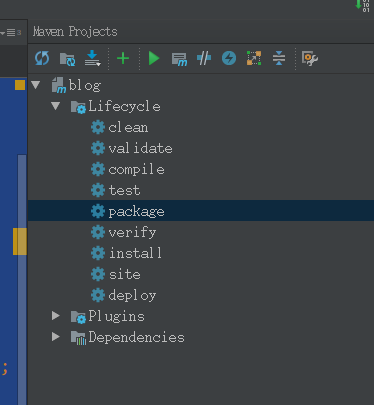 Maven Projects
blog
Lifecycle
clean
validate
compile
test
package
verify
install
site
deploy
Plugins
Dependencies
;